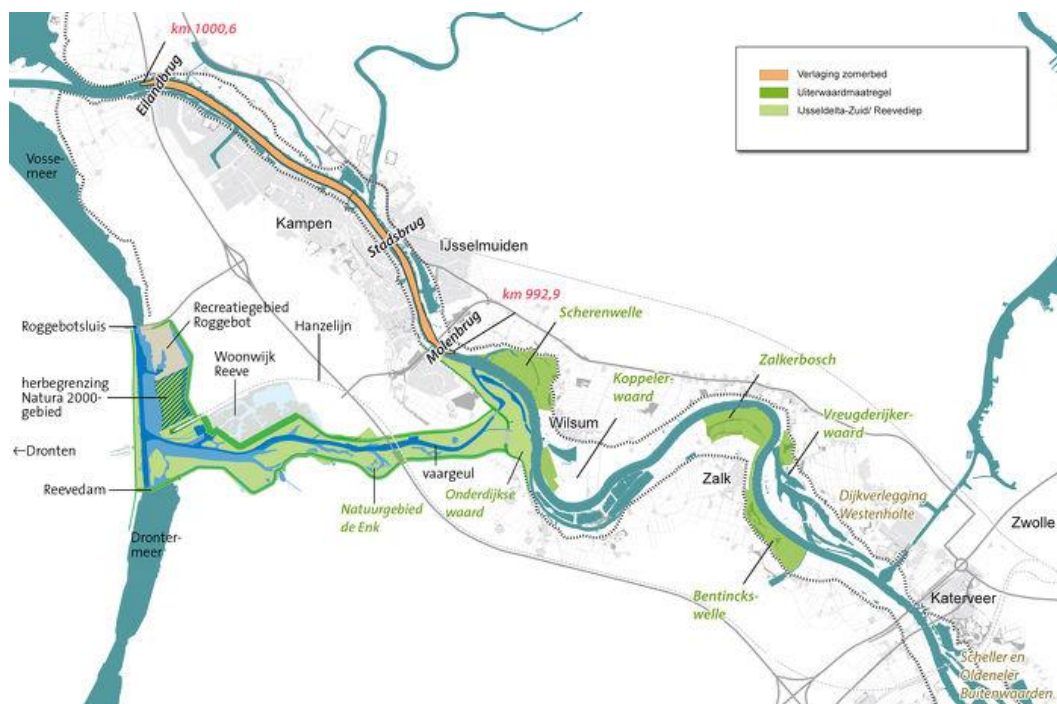 km 1000,6
Eilandbrug
Verlaging zomerbed
Uiterwaardmaatregel
IJsseldelta-Zuid/ Reevediep
Vosse-
meer
Kampen
Stadsbrug
IJsselmuiden
km 992,9
Molenbrug
Scherenwelle
Roggebotsluis
Recreatiegebied
Roggebot
Hanzelijn
Woonwijk
Reeve
Koppeler-
waard
Zalkerbosch
herbegrenzing
Natura 2000-
gebied
Wilsum
Vreugderijker-
waard
←Dronten
vaargeul
Zalk
Reevedam
Onderdijkse
waard
Natuurgebied
de Enk
Dijkverlegging
Westenholte
Zwolle
Dronter-
meer
Bentincks-
welle
Katerveer
Scheller en
Oldeneler
Buitenwaarden